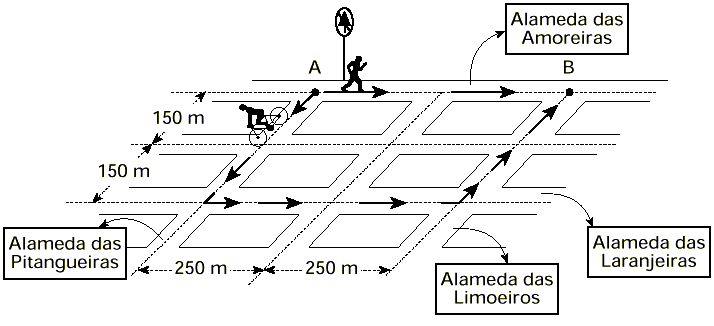 Alameda das
Amoreiras
A
B
150 m
150 m
Alameda das
Pitangueiras
250 m
250 m
Alameda das
Limoeiros
Alameda das
Laranjeiras